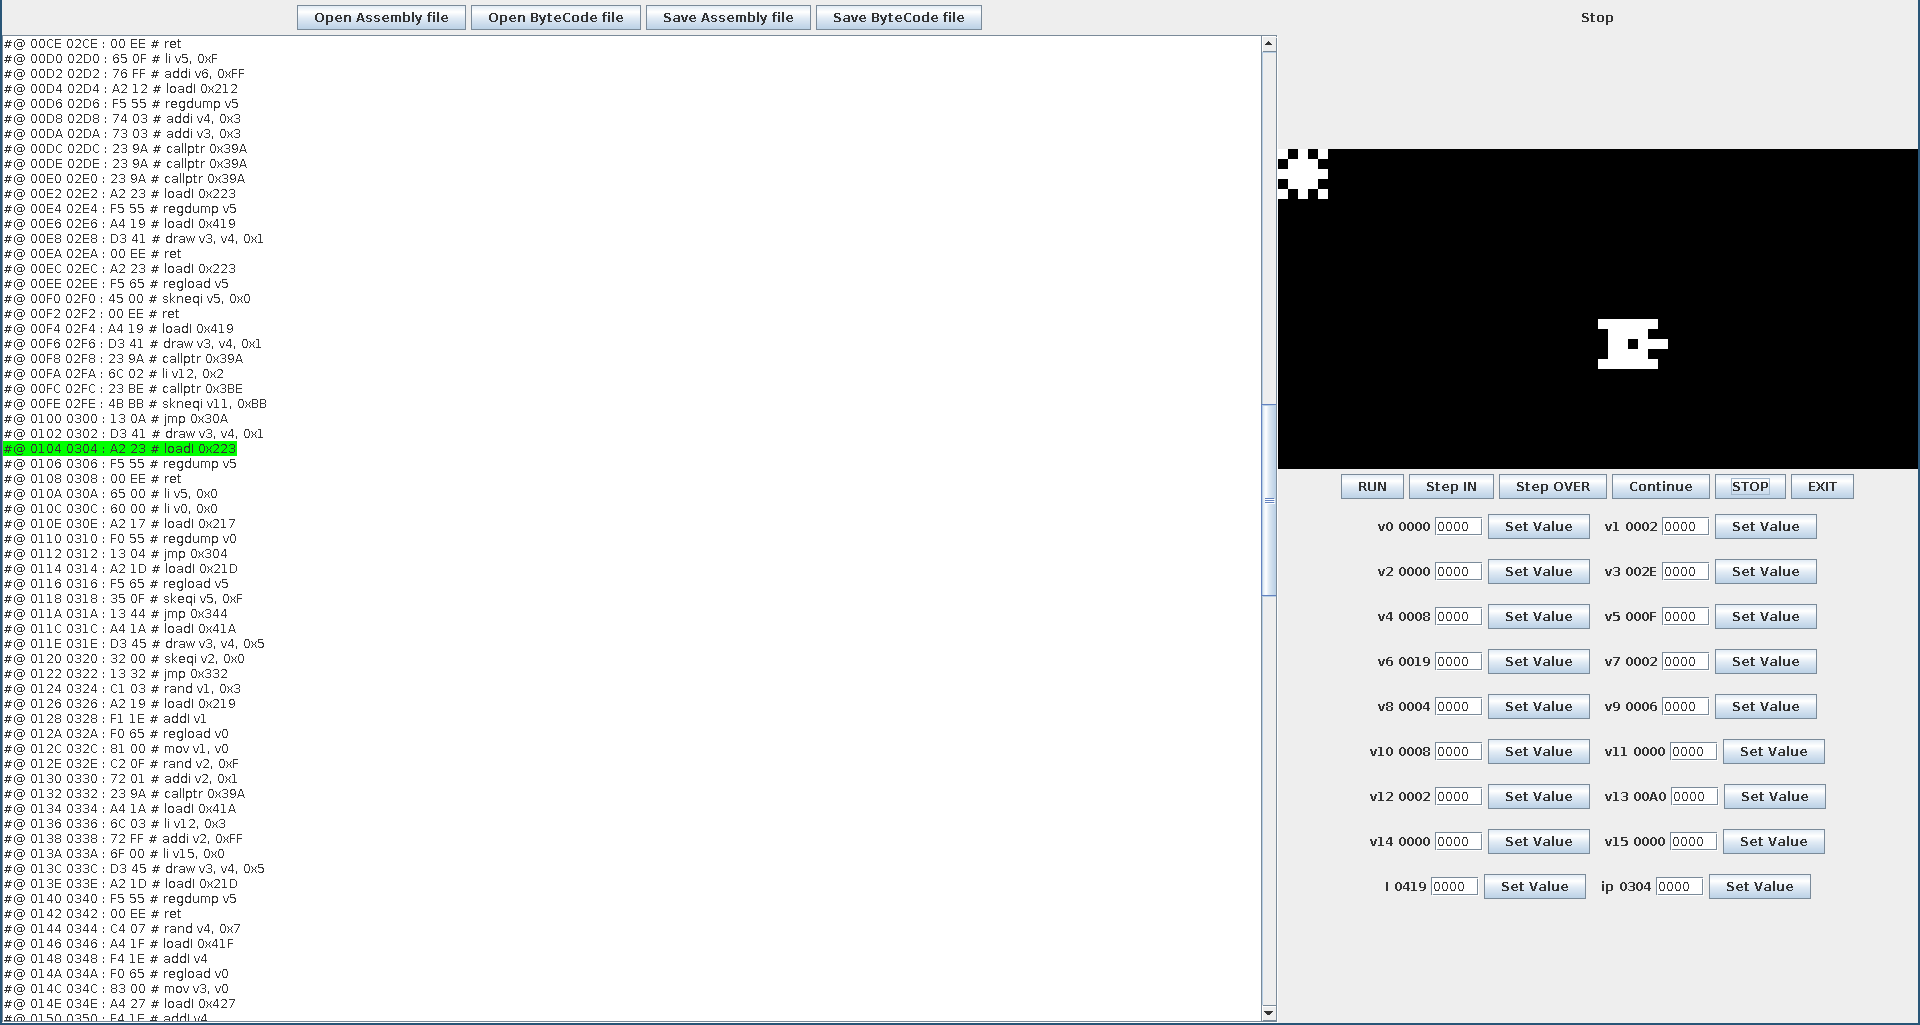 Open Assembly file Open ByteCode file Save Assembly file Save ByteCode file Stop
#@ 00CE 02CE : 00 EE # ret
#@ 00D0 02D0 : 65 0F # li v5, 0xF
#@ 00D2 02D2 : 76 FF # addi v6, 0xFF
#@ 00D4 02D4 : A2 12 # loadI 0x212
#@ 00D6 02D6 : F5 55 # regdump v5
#@ 00D8 02D8 : 74 03 # addi v4, 0x3
#@ 00DA 02DA : 73 03 # addi v3, 0x3
#@ 00DC 02DC : 23 9A # callptr 0x39A
#@ 00DE 02DE : 23 9A # callptr 0x39A
#@ 00E0 02E0 : 23 9A # callptr 0x39A
#@ 00E2 02E2 : A2 23 # loadI 0x223
#@ 00E4 02E4 : F5 55 # regdump v5
#@ 00E6 02E6 : A4 19 # loadI 0x419
#@ 00E8 02E8 : D3 41 # draw v3, v4, 0x1
#@ 00EA 02EA : 00 EE # ret
#@ 00EC 02EC : A2 23 # loadI 0x223
#@ 00EE 02EE : F5 65 # regload v5
#@ 00F0 02F0 : 45 00 # skneqi v5, 0x0
#@ 00F2 02F2 : 00 EE # ret
#@ 00F4 02F4 : A4 19 # loadI 0x419
#@ 00F6 02F6 : D3 41 # draw v3, v4, 0x1
#@ 00F8 02F8 : 23 9A # callptr 0x39A
#@ 00FA 02FA : 6C 02 # li v12, 0x2
#@ 00FC 02FC : 23 BE # callptr 0x3BE
#@ 00FE 02FE : 4B BB # skneqi v11, 0xBB
#@ 0100 0300 : 13 0A # jmp 0x30A
#@ 0102 0302 : D3 41 # draw v3, v4, 0x1
#@ 0104 0304 : A2 23 # loadI 0x223
#@ 0106 0306 : F5 55 # regdump v5
#@ 0108 0308 : 00 EE # ret
#@ 010A 030A : 65 00 # li v5, 0x0
#@ 010C 030C : 60 00 # li v0, 0x0
#@ 010E 030E : A2 17 # loadI 0x217
#@ 0110 0310 : F0 55 # regdump v0
#@ 0112 0312 : 13 04 # jmp 0x304
#@ 0114 0314 : A2 1D # loadI 0x21D
#@ 0116 0316 : F5 65 # regload v5
#@ 0118 0318 : 35 0F # skeqi v5, 0xF
#@ 011A 031A : 13 44 # jmp 0x344
#@ 011C 031C : A4 1A # loadI 0x41A
#@ 011E 031E : D3 45 # draw v3, v4, 0x5
#@ 0120 0320 : 32 00 # skeqi v2, 0x0
#@ 0122 0322 : 13 32 # jmp 0x332
#@ 0124 0324 : C1 03 # rand v1, 0x3
#@ 0126 0326 : A2 19 # loadI 0x219
#@ 0128 0328 : F1 1E # addI v1
#@ 012A 032A : F0 65 # regload v0
#@ 012C 032C : 81 00 # mov v1, v0
#@ 012E 032E : C2 0F # rand v2, 0xF
#@ 0130 0330 : 72 01 # addi v2, 0x1
#@ 0132 0332 : 23 9A # callptr 0x39A
#@ 0134 0334 : A4 1A # loadI 0x41A
#@ 0136 0336 : 6C 03 # li v12, 0x3
#@ 0138 0338 : 72 FF # addi v2, 0xFF
#@ 013A 033A : 6F 00 # li v15, 0x0
#@ 013C 033C : D3 45 # draw v3, v4, 0x5
#@ 013E 033E : A2 1D # loadI 0x21D
#@ 0140 0340 : F5 55 # regdump v5
#@ 0142 0342 : 00 EE # ret
#@ 0144 0344 : C4 07 # rand v4, 0x7
#@ 0146 0346 : A4 1F # loadI 0x41F
#@ 0148 0348 : F4 1E # addI v4
#@ 014A 034A : F0 65 # regload v0
#@ 014C 034C : 83 00 # mov v3, v0
#@ 014E 034E : A4 27 # loadI 0x427
#@ 0150 0350 : F4 1E # addI v4
RUN Step IN Step OVER Continue STOP EXIT
v0 0000 0000 Set Value v1 0002 0000 Set Value
v2 0000 0000 Set Value v3 002E 0000 Set Value
v4 0008 0000 Set Value v5 000F 0000 Set Value
v6 0019 0000 Set Value v7 0002 0000 Set Value
v8 0004 0000 Set Value v9 0006 0000 Set Value
v10 0008 0000 Set Value v11 0000 0000 Set Value
v12 0002 0000 Set Value v13 00A0 0000 Set Value
v14 0000 0000 Set Value v15 0000 0000 Set Value
I 0419 0000 Set Value ip 0304 0000 Set Value